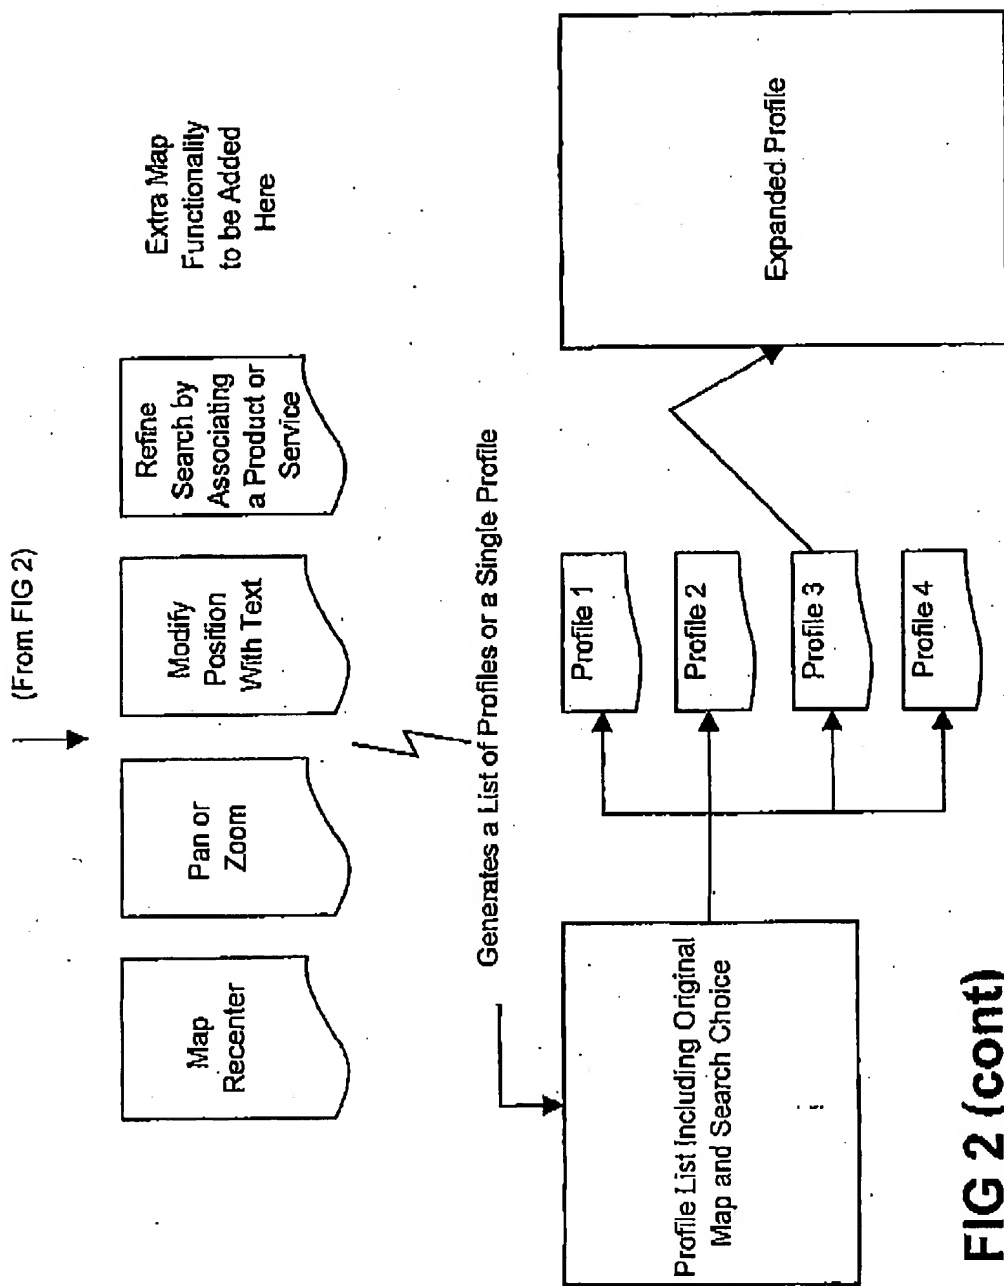 (From FIG 2)
Map
Recenter
Pan or
Zoom
Modify
Position
With Text
Refine
Search by
Associating
a Product or
Service
Extra Map
Functionality
to be Added
Here
Generates a List of Profiles or a Single Profile
Profile List Including Original
Map and Search Choice
Profile 1
Profile 2
Profile 3
Profile 4
Expanded Profile
FIG 2 (cont)